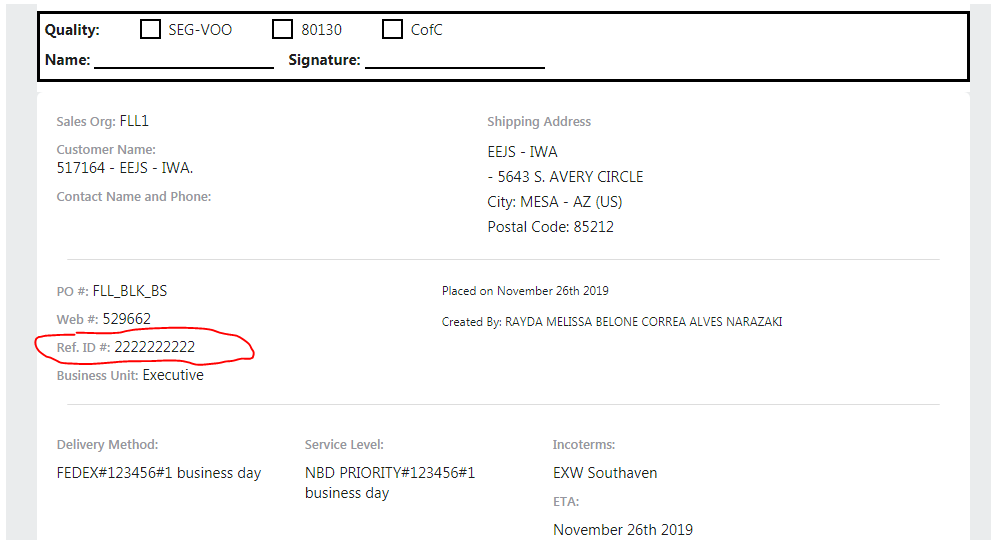 Quality: SEG-VOO 80130 CofC
Name: Signature:
Sales Org: FLL1
Customer Name:
517164 - EEJS - IWA.
Contact Name and Phone:
Shipping Address
EEJS - IWA
- 5643 S. AVERY CIRCLE
City: MESA - AZ (US)
Postal Code: 85212
PO #: FLL_BLK_BS
Web #: 529662
Ref. ID #: 2222222222
Business Unit: Executive
Placed on November 26th 2019
Created By: RAYDA MELISSA BELONE CORREA ALVES NARAZAKI
Delivery Method:
FEDEX#123456#1 business day
Service Level:
NBD PRIORITY#123456#1
business day
Incoterms:
EXW Southaven
ETA:
November 26th 2019